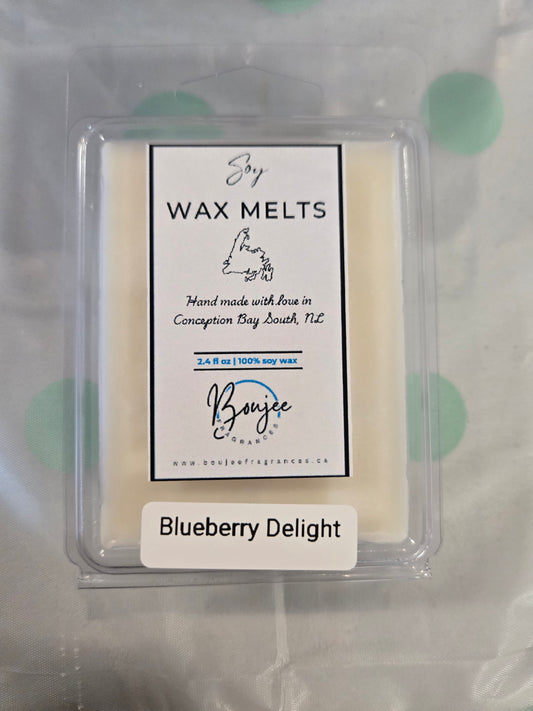 Soy
WAX MELTS
Hand made with love in
Conception Bay South, NL
2.4 fl oz | 100% soy wax
Boujee
FRAGRANCES
www.boujeefragrances.ca
Blueberry Delight